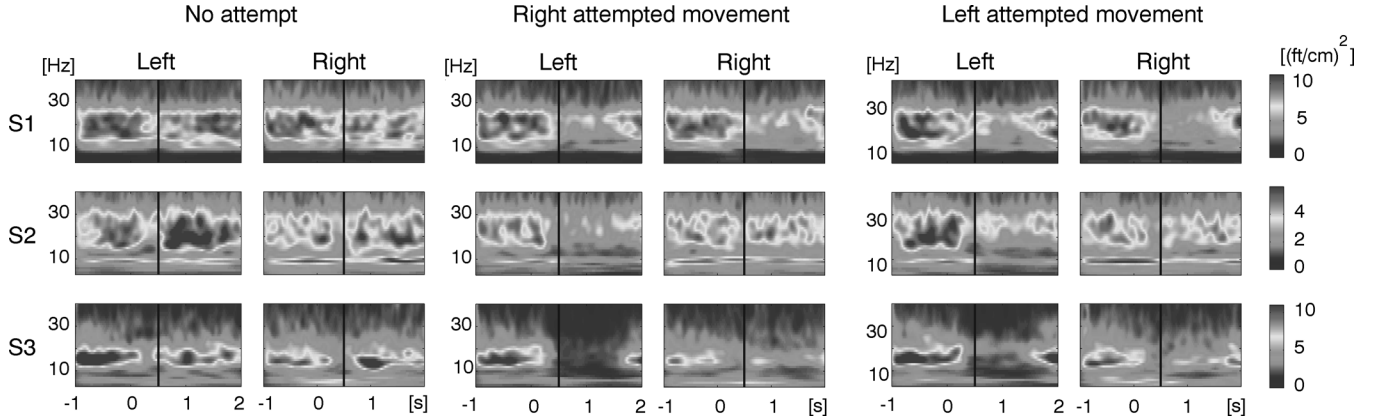 No attempt Right attempted movement Left attempted movement
[(ft/cm)2]
[Hz] Left Right [Hz] Left Right [Hz] Left Right
S1 30 10 30 10 30 10 10 5 0
S2 30 10 30 10 30 10 4 2 0
S3 30 10 30 10 30 10 10 5 0
-1 0 1 2 0 1 [s] -1 0 1 2 0 1 [s] -1 0 1 2 0 1 [s]